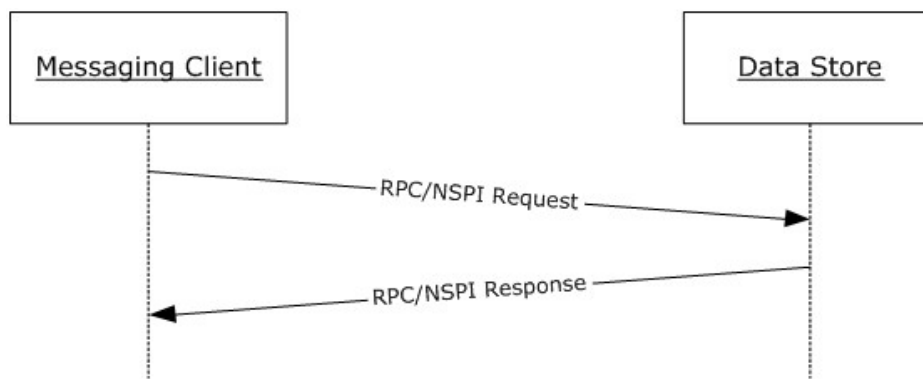 Messaging Client
Data Store
RPC/NSPI Request
RPC/NSPI Response